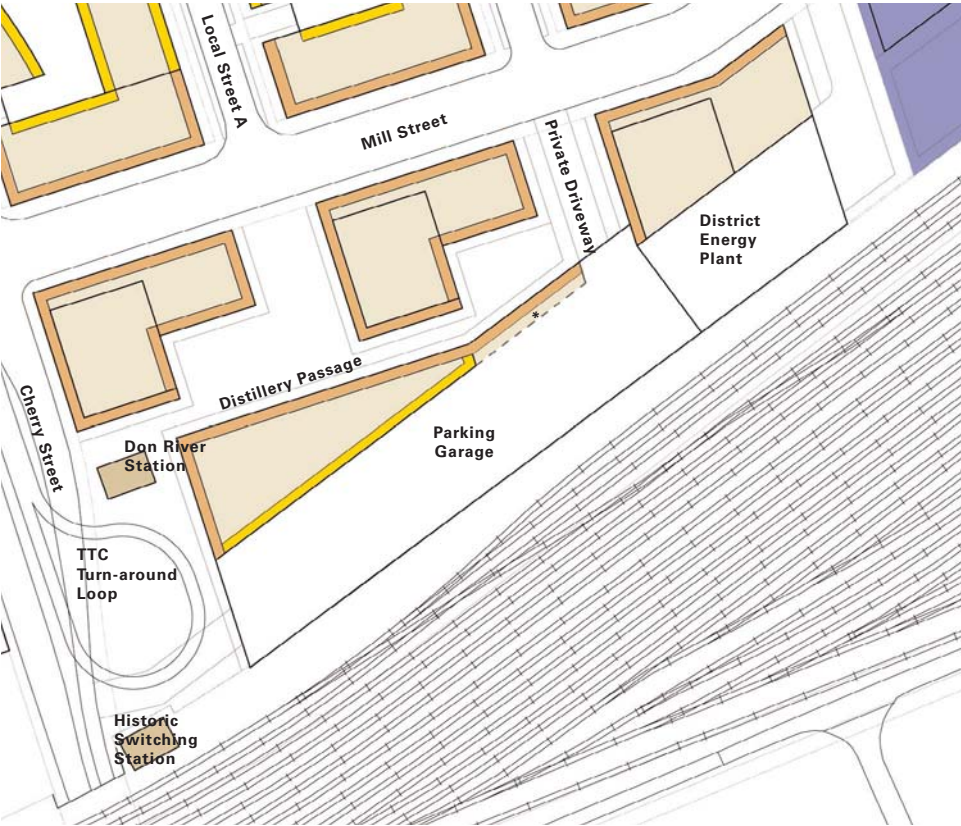 Local Street A
Mill Street
Private Driveway
District
Energy
Plant
Distillery Passage
*
Cherry Street
Don River
Station
Parking
Garage
TTC
Turn-around
Loop
Historic
Switching
Station